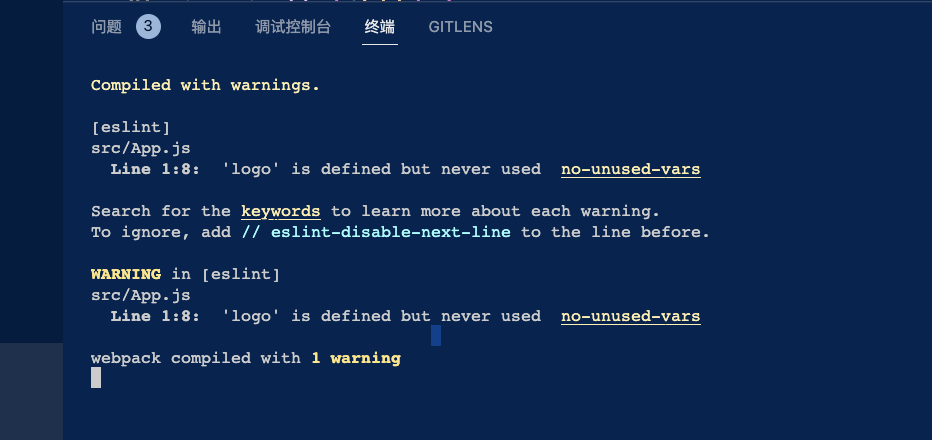 问题 3 输出 调试控制台 终端 GITLENS
Compiled with warnings.
[eslint]
src/App.js
Line 1:8: 'logo' is defined but never used no-unused-vars
Search for the keywords to learn more about each warning.
To ignore, add // eslint-disable-next-line to the line before.
WARNING in [eslint]
src/App.js
Line 1:8: 'logo' is defined but never used no-unused-vars
webpack compiled with 1 warning